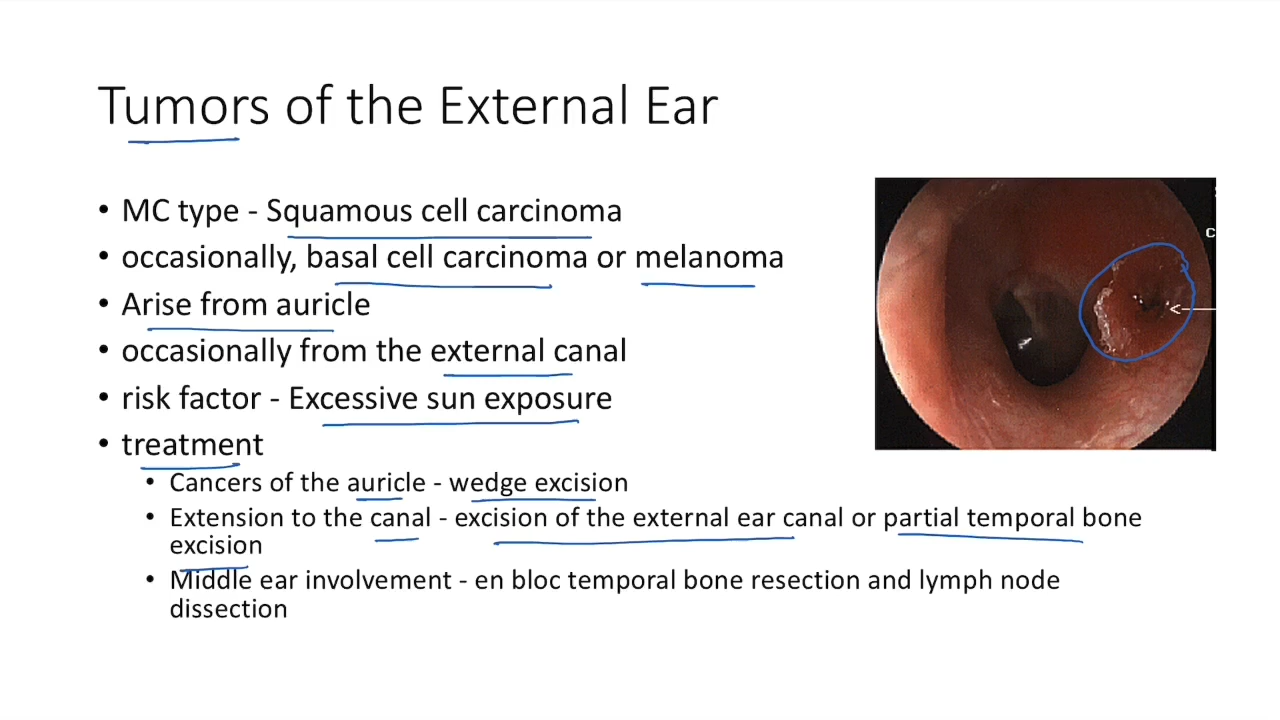 Tumors of the External Ear
• MC type - Squamous cell carcinoma
• occasionally, basal cell carcinoma or melanoma
• Arise from auricle
• occasionally from the external canal
• risk factor - Excessive sun exposure
• treatment
• Cancers of the auricle - wedge excision
• Extension to the canal - excision of the external ear canal or partial temporal bone
excision
• Middle ear involvement - en bloc temporal bone resection and lymph node
dissection
C